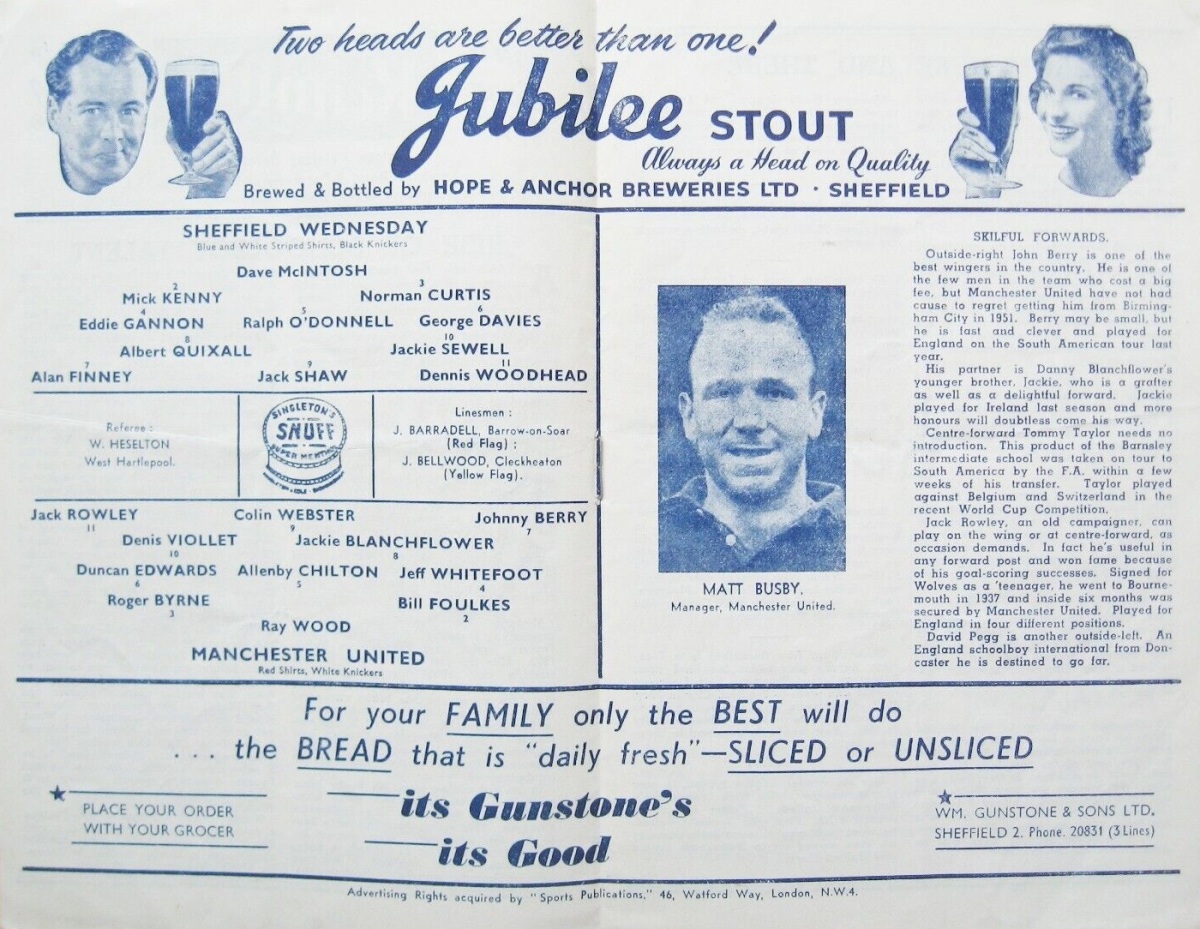 Two heads are better than one!
Jubilee STOUT
Always a Head on Quality
Brewed & Bottled by HOPE & ANCHOR BREWERIES LTD · SHEFFIELD
SHEFFIELD WEDNESDAY
Blue and White Striped Shirts, Black Knickers
Dave McINTOSH
2 3
Mick KENNY Norman CURTIS
4 5 6
Eddie GANNON Ralph O'DONNELL George DAVIES
8 10
Albert QUIXALL Jackie SEWELL
7 9 11
Alan FINNEY Jack SHAW Dennis WOODHEAD
Referee :
W. HESELTON
West Hartlepool.
SINGLETON'S
SNUFF
SUPER MENTHOL
Linesmen :
J. BARRADELL, Barrow-on-Soar
(Red Flag) ;
J. BELLWOOD, Cleckheaton
(Yellow Flag).
Jack ROWLEY Colin WEBSTER Johnny BERRY
11 9 7
Denis VIOLLET Jackie BLANCHFLOWER
10 8
Duncan EDWARDS Allenby CHILTON Jeff WHITEFOOT
6 5 4
Roger BYRNE Bill FOULKES
3 2
Ray WOOD
MANCHESTER UNITED
Red Shirts, White Knickers
MATT BUSBY.
Manager, Manchester United.
SKILFUL FORWARDS.
Outside-right John Berry is one of the
best wingers in the country. He is one of
the few men in the team who cost a big
fee, but Manchester United have not had
cause to regret getting him from Birming-
ham City in 1951. Berry may be small, but
he is fast and clever and played for
England on the South American tour last
year.
His partner is Danny Blanchflower's
younger brother, Jackie, who is a grafter
as well as a delightful forward. Jackie
played for Ireland last season and more
honours will doubtless come his way.
Centre-forward Tommy Taylor needs no
introduction. This product of the Barnsley
intermediate school was taken on tour to
South America by the F.A. within a few
weeks of his transfer. Taylor played
against Belgium and Switzerland in the
recent World Cup Competition.
Jack Rowley, an old campaigner, can
play on the wing or at centre-forward, as
occasion demands. In fact he's useful in
any forward post and won fame because
of his goal-scoring successes. Signed for
Wolves as a 'teenager, he went to Bourne-
mouth in 1937 and inside six months was
secured by Manchester United. Played for
England in four different positions.
David Pegg is another outside-left. An
England schoolboy international from Don-
caster he is destined to go far.
For your FAMILY only the BEST will do
. . . the BREAD that is "daily fresh"—SLICED or UNSLICED
PLACE YOUR ORDER
WITH YOUR GROCER
its Gunstone's
its Good
WM. GUNSTONE & SONS LTD.
SHEFFIELD 2. Phone. 20831 (3 Lines)
Advertising Rights acquired by "Sports Publications," 46, Watford Way, London, N.W.4.